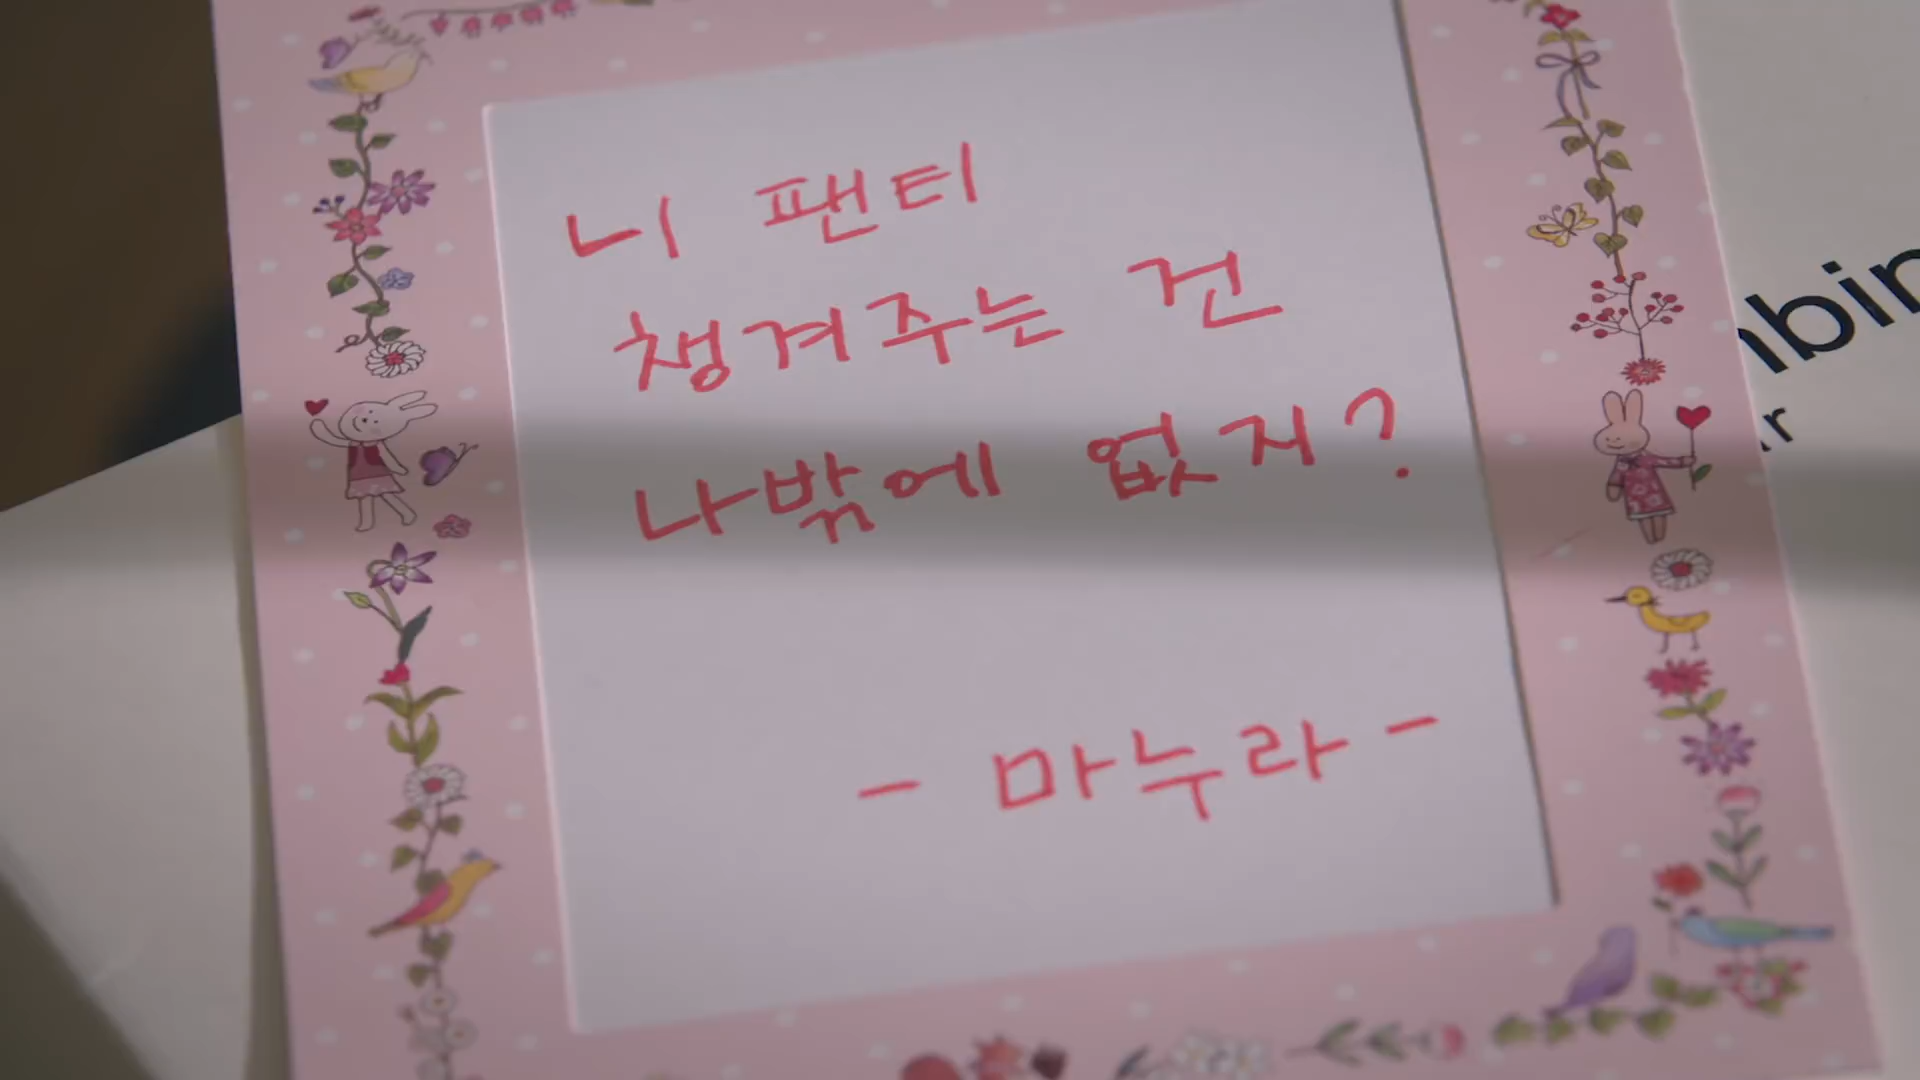 니 팬티
챙겨주는 건
나밖에 없지?
- 마누라 -